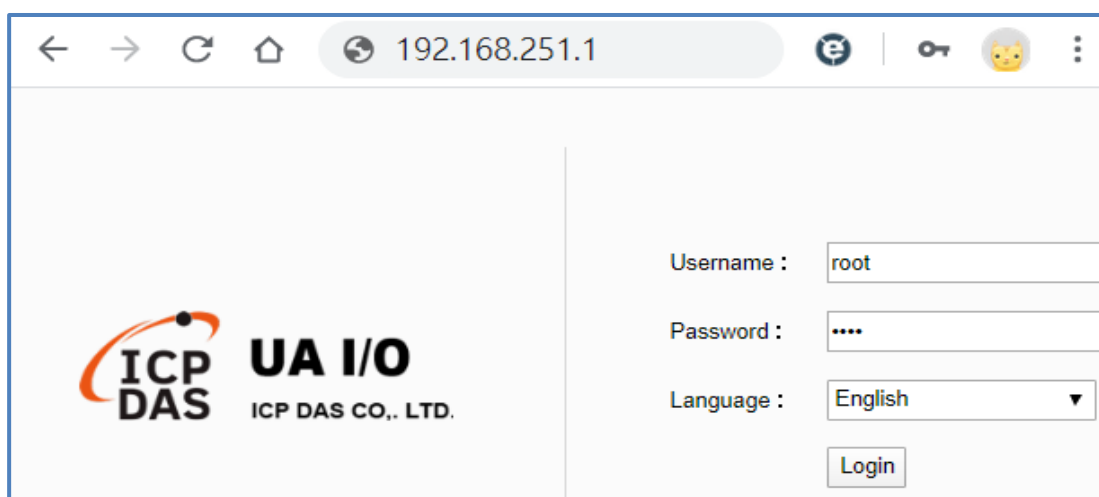 192.168.251.1
Username :
root
Password :
••••
Language :
English
Login
ICP
DAS
UA I/O
ICP DAS CO,. LTD.